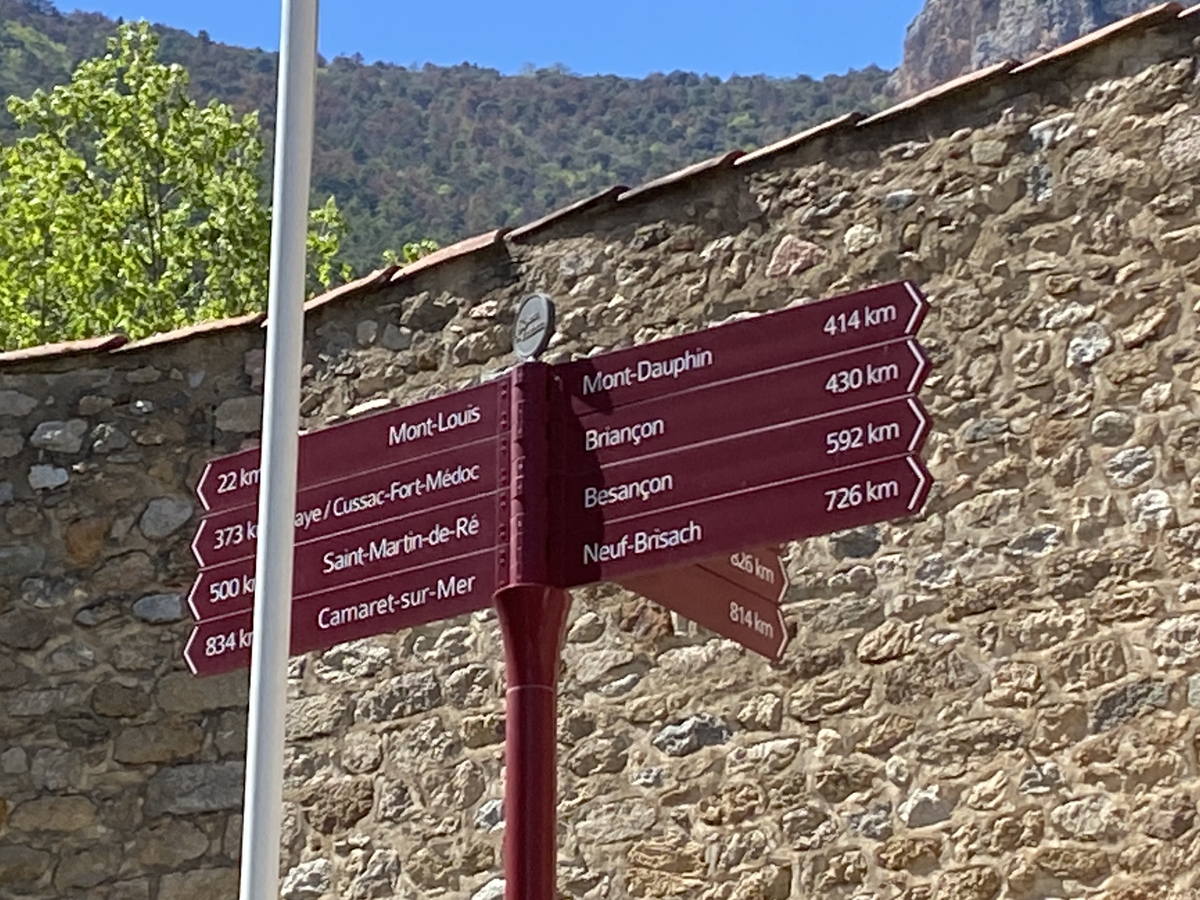 Mont-Louis
22 km
aye / Cussac-Fort-Médoc
373 k
Saint-Martin-de-Ré
500 k
Camaret-sur-Mer
834 k
Mont-Dauphin 414 km
Briançon 430 km
Besançon 592 km
Neuf-Brisach 726 km
826 km
814 km